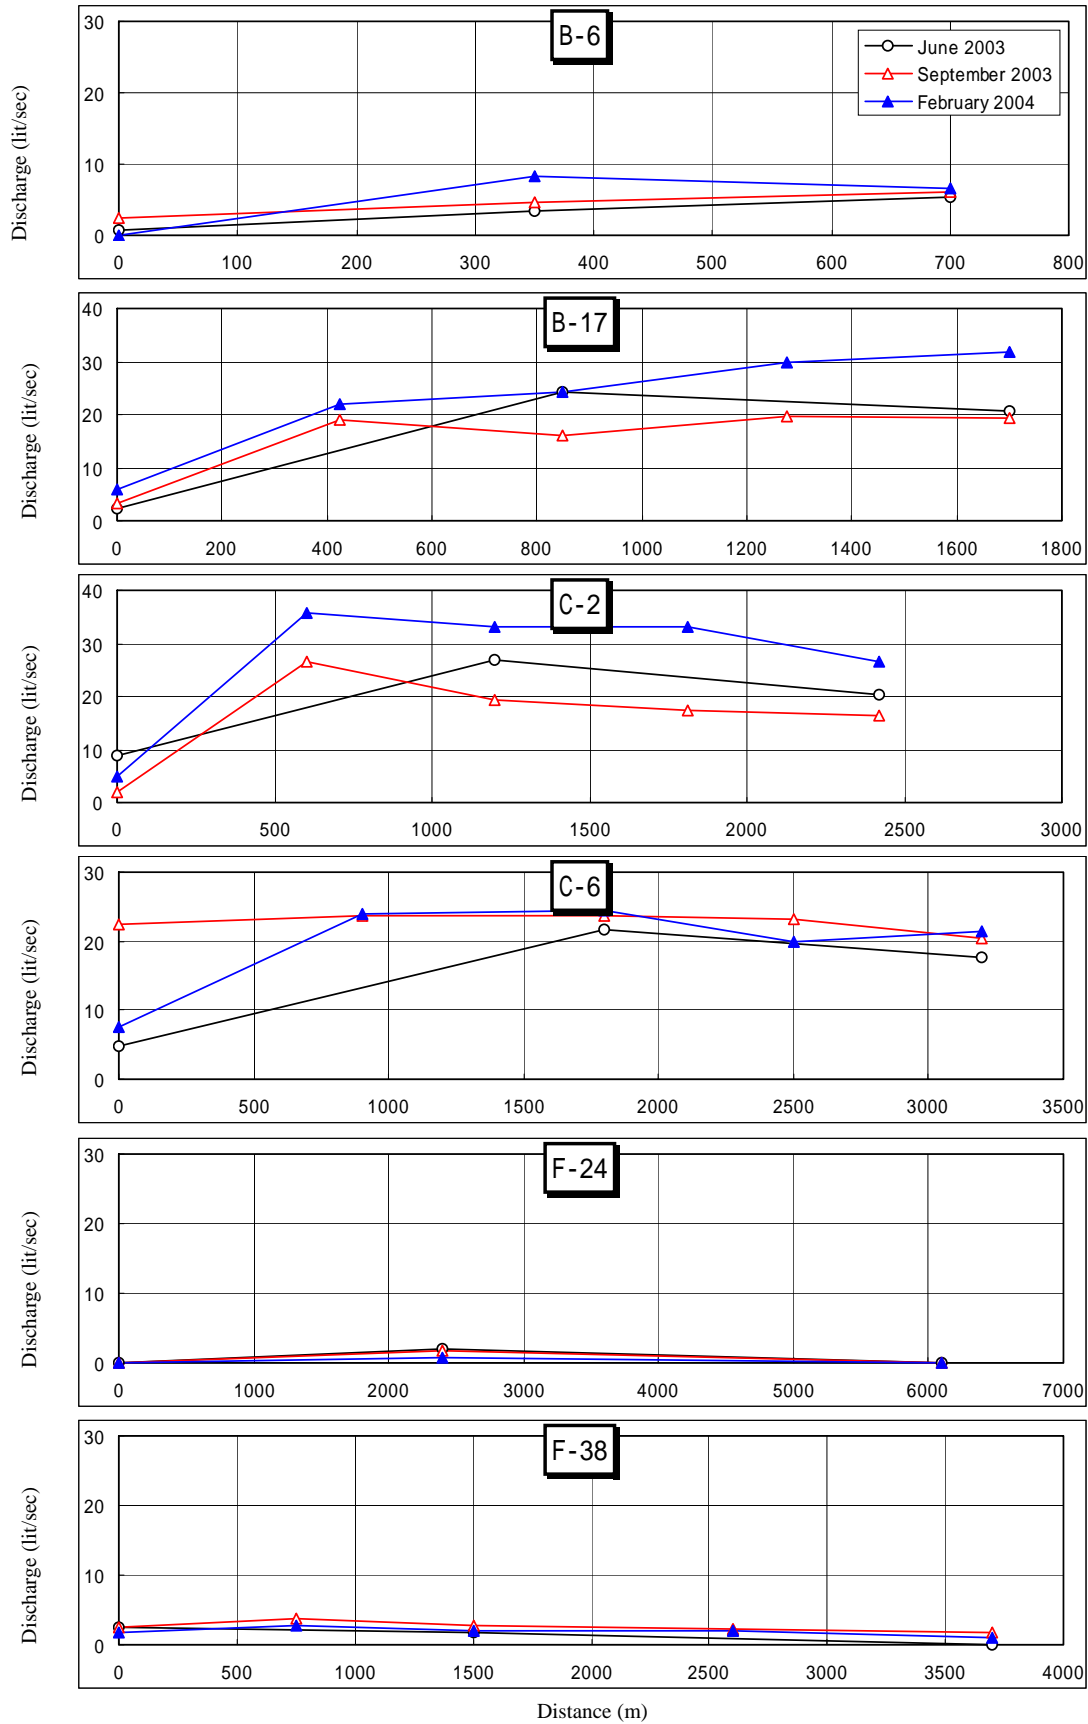 B-6
June 2003
September 2003
February 2004
Discharge (lit/sec)
30
20
10
0
0 100 200 300 400 500 600 700 800
B-17
Discharge (lit/sec)
40
30
20
10
0
0 200 400 600 800 1000 1200 1400 1600 1800
C-2
Discharge (lit/sec)
40
30
20
10
0
0 500 1000 1500 2000 2500 3000
C-6
Discharge (lit/sec)
30
20
10
0
0 500 1000 1500 2000 2500 3000 3500
F-24
Discharge (lit/sec)
30
20
10
0
0 1000 2000 3000 4000 5000 6000 7000
F-38
Discharge (lit/sec)
30
20
10
0
0 500 1000 1500 2000 2500 3000 3500 4000
Distance (m)